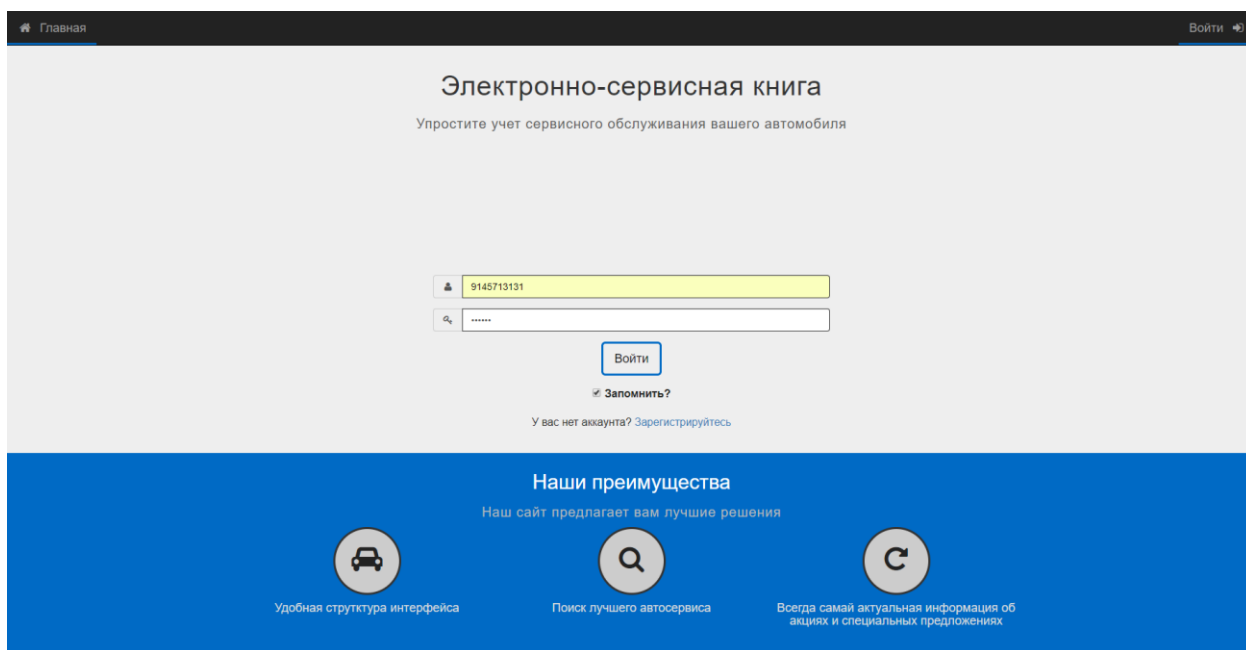 Главная
Войти
Электронно-сервисная книга
Упростите учет сервисного обслуживания вашего автомобиля
9145713131
••••••
Войти
Запомнить?
У вас нет аккаунта? Зарегистрируйтесь
Наши преимущества
Наш сайт предлагает вам лучшие решения
Удобная струтктура интерфейса
Поиск лучшего автосервиса
Всегда самай актуальная информация об
акциях и специальных предложениях